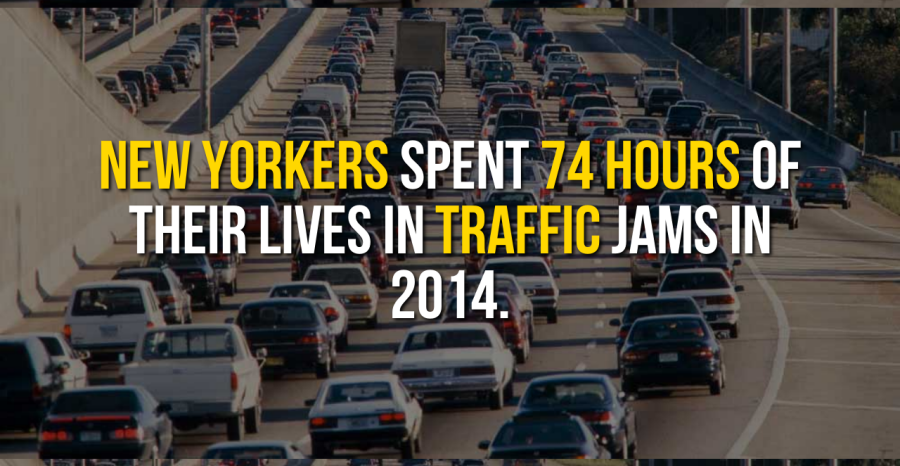 NEW YORKERS SPENT 74 HOURS OF
THEIR LIVES IN TRAFFIC JAMS IN
2014.